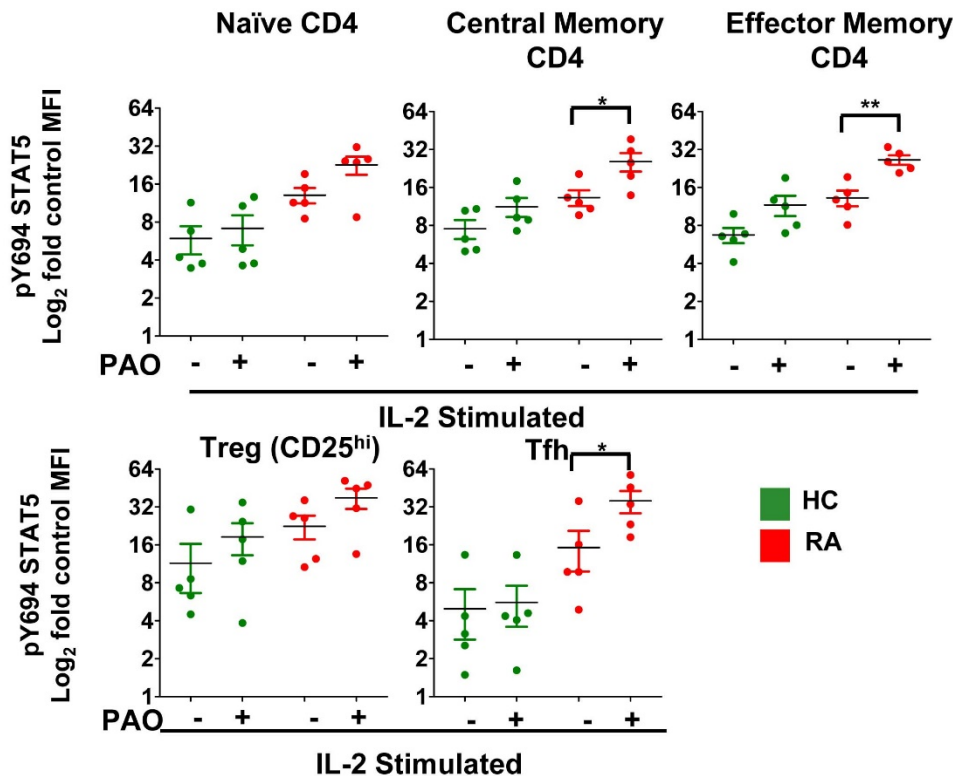 Naïve CD4
Central Memory
CD4
Effector Memory
CD4
pY694 STAT5
Log₂ fold control MFI
64
32
16
8
4
2
1
64
32
16
8
4
2
1
*
64
32
16
8
4
2
1
**
PAO - + - +
- + - +
- + - +
IL-2 Stimulated
Treg (CD25ʰⁱ)
Tfh
pY694 STAT5
Log₂ fold control MFI
64
32
16
8
4
2
1
64
32
16
8
4
2
1
*
HC
RA
PAO - + - +
- + - +
IL-2 Stimulated